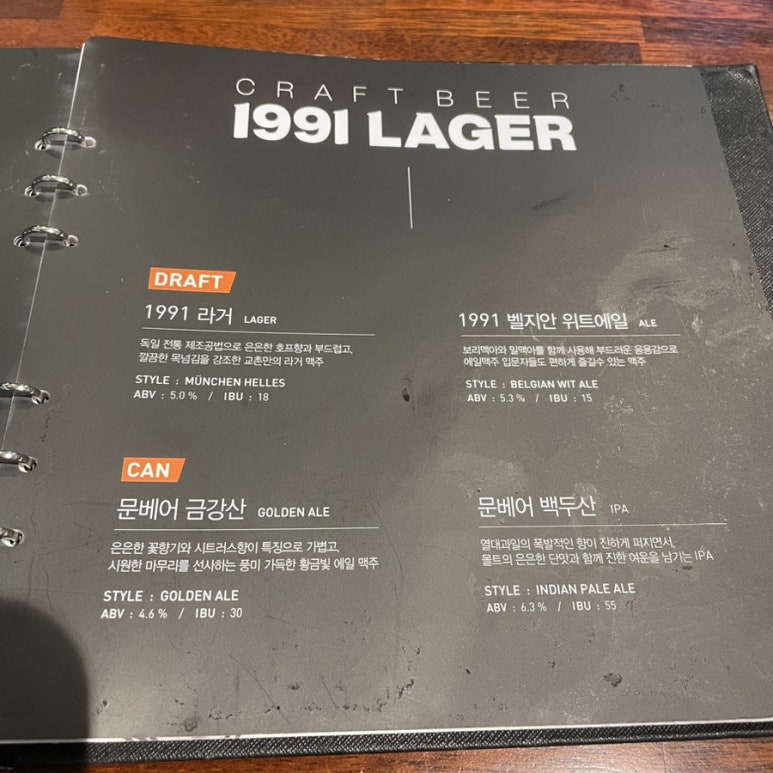 CRAFT BEER
1991 LAGER
DRAFT
1991 라거 LAGER
독일 전통 제조공법으로 은은한 호프향과 부드럽고,
깔끔한 목넘김을 강조한 교촌만의 라거 맥주
STYLE : MÜNCHEN HELLES
ABV : 5.0 % / IBU : 18
1991 벨지안 위트에일 ALE
보리맥아와 밀맥아를 함께 사용해 부드러운 음용감으로
에일맥주 입문자들도 편하게 즐길수 있는 맥주
STYLE : BELGIAN WIT ALE
ABV : 5.3 % / IBU : 15
CAN
문베어 금강산 GOLDEN ALE
은은한 꽃향기와 시트러스향이 특징으로 가볍고,
시원한 마무리를 선사하는 풍미 가득한 황금빛 에일 맥주
STYLE : GOLDEN ALE
ABV : 4.6 % / IBU : 30
문베어 백두산 IPA
열대과일의 폭발적인 향이 진하게 퍼지면서,
몰트의 은은한 단맛과 함께 진한 여운을 남기는 IPA
STYLE : INDIAN PALE ALE
ABV : 6.3 % / IBU : 55